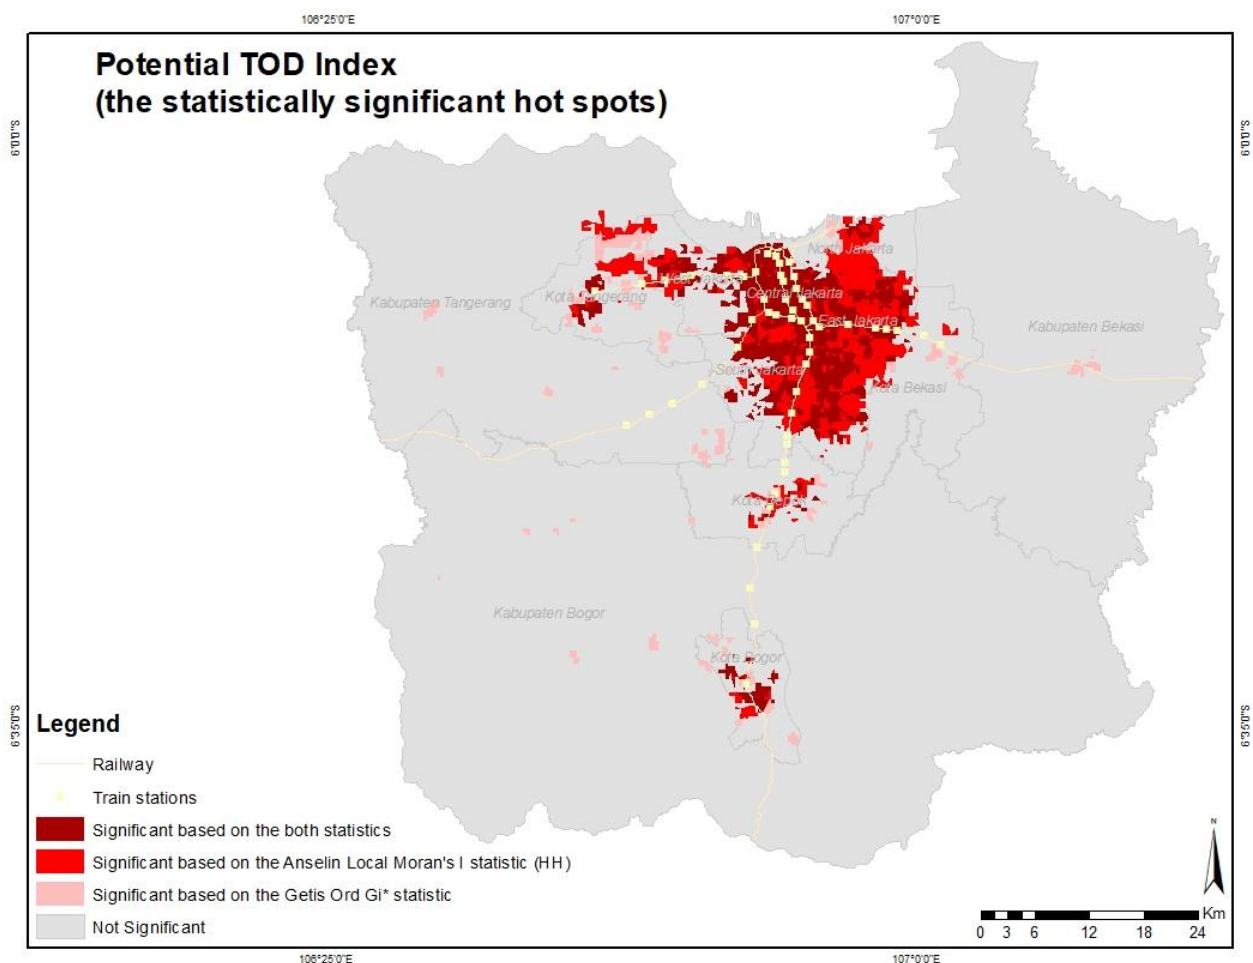 106°25'0"E
107°0'0"E
Potential TOD Index
(the statistically significant hot spots)
6°0'0"S
6°0'0"S
North Jakarta
Kabupaten Tangerang
Kota Tangerang
West Jakarta
Central Jakarta
East Jakarta
Kabupaten Bekasi
South Jakarta
Kota Bekasi
Kota Depok
Kabupaten Bogor
Kota Bogor
6°35'0"S
6°35'0"S
Legend
Railway
Train stations
Significant based on the both statistics
Significant based on the Anselin Local Moran's I statistic (HH)
Significant based on the Getis Ord Gi* statistic
Not Significant
N
Km
0 3 6 12 18 24
106°25'0"E
107°0'0"E